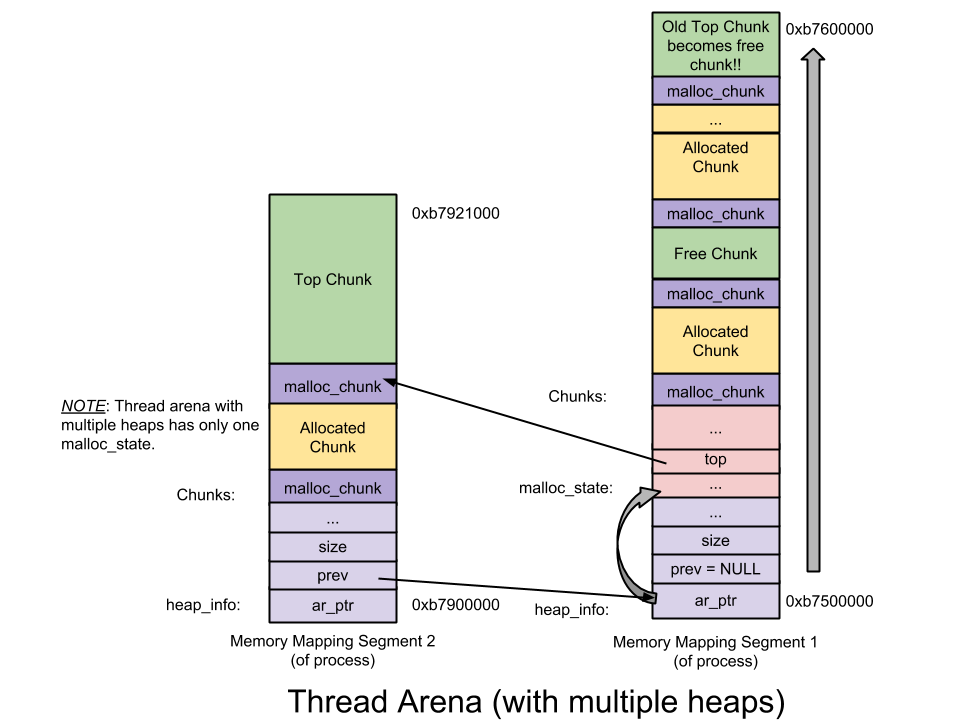 Old Top Chunk
becomes free
chunk!!
0xb7600000
malloc_chunk
...
Allocated
Chunk
malloc_chunk
Free Chunk
malloc_chunk
Allocated
Chunk
Chunks:
malloc_chunk
...
top
malloc_state:
...
...
size
prev = NULL
heap_info:
ar_ptr
0xb7500000
Memory Mapping Segment 1
(of process)
0xb7921000
Top Chunk
malloc_chunk
NOTE: Thread arena with
multiple heaps has only one
malloc_state.
Allocated
Chunk
Chunks:
malloc_chunk
...
size
prev
heap_info:
ar_ptr
0xb7900000
Memory Mapping Segment 2
(of process)
Thread Arena (with multiple heaps)